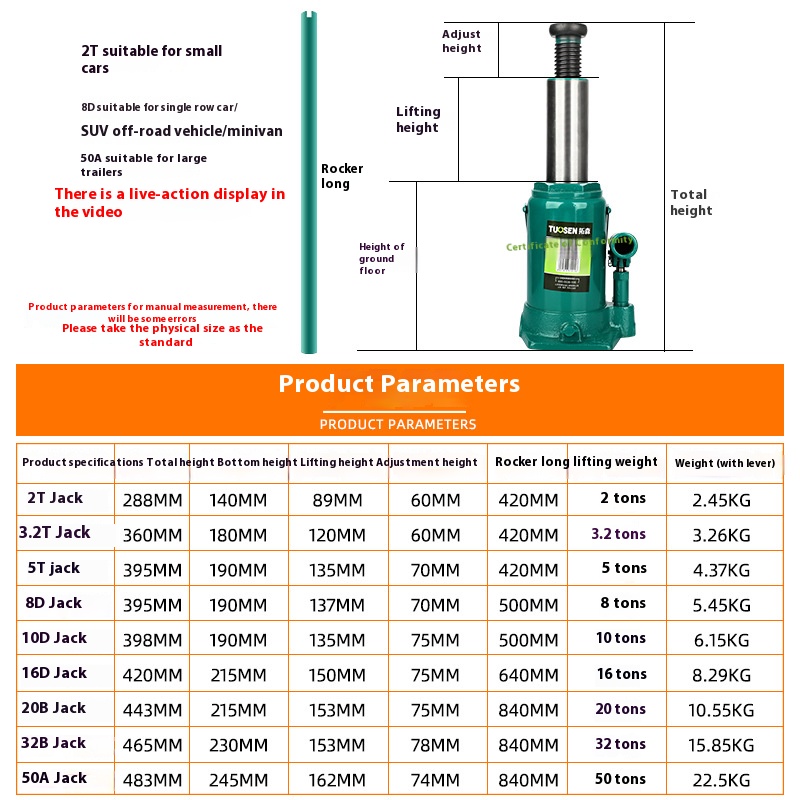 2T suitable for small
cars
8D suitable for single row car/
SUV off-road vehicle/minivan
50A suitable for large
trailers
There is a live-action display in
the video
Product parameters for manual measurement, there
will be some errors
Please take the physical size as the
standard
Rocker
long
Adjust
height
Lifting
height
Height of
ground
floor
Total
height
TUOSEN 拓森
Certificate of Conformity
Product Parameters
PRODUCT PARAMETERS
Product specifications Total height Bottom height Lifting height Adjustment height Rocker long lifting weight Weight (with lever)
2T Jack 288MM 140MM 89MM 60MM 420MM 2 tons 2.45KG
3.2T Jack 360MM 180MM 120MM 60MM 420MM 3.2 tons 3.26KG
5T jack 395MM 190MM 135MM 70MM 420MM 5 tons 4.37KG
8D Jack 395MM 190MM 137MM 70MM 500MM 8 tons 5.45KG
10D Jack 398MM 190MM 135MM 75MM 500MM 10 tons 6.15KG
16D Jack 420MM 215MM 150MM 75MM 640MM 16 tons 8.29KG
20B Jack 443MM 215MM 153MM 75MM 840MM 20 tons 10.55KG
32B Jack 465MM 230MM 153MM 78MM 840MM 32 tons 15.85KG
50A Jack 483MM 245MM 162MM 74MM 840MM 50 tons 22.5KG